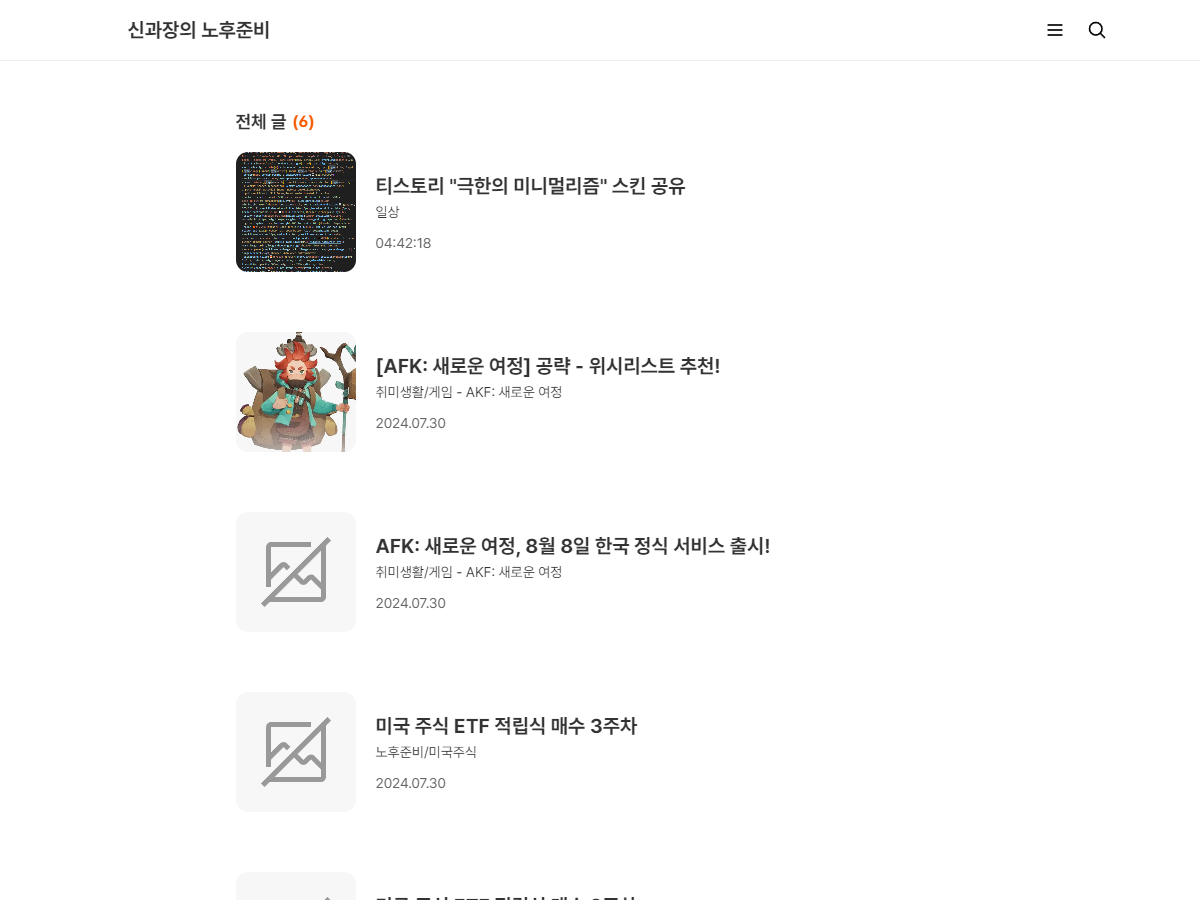 신과장의 노후준비
전체 글 (6)
티스토리 "극한의 미니멀리즘" 스킨 공유
일상
04:42:18
[AFK: 새로운 여정] 공략 - 위시리스트 추천!
취미생활/게임 - AKF: 새로운 여정
2024.07.30
AFK: 새로운 여정, 8월 8일 한국 정식 서비스 출시!
취미생활/게임 - AKF: 새로운 여정
2024.07.30
미국 주식 ETF 적립식 매수 3주차
노후준비/미국주식
2024.07.30